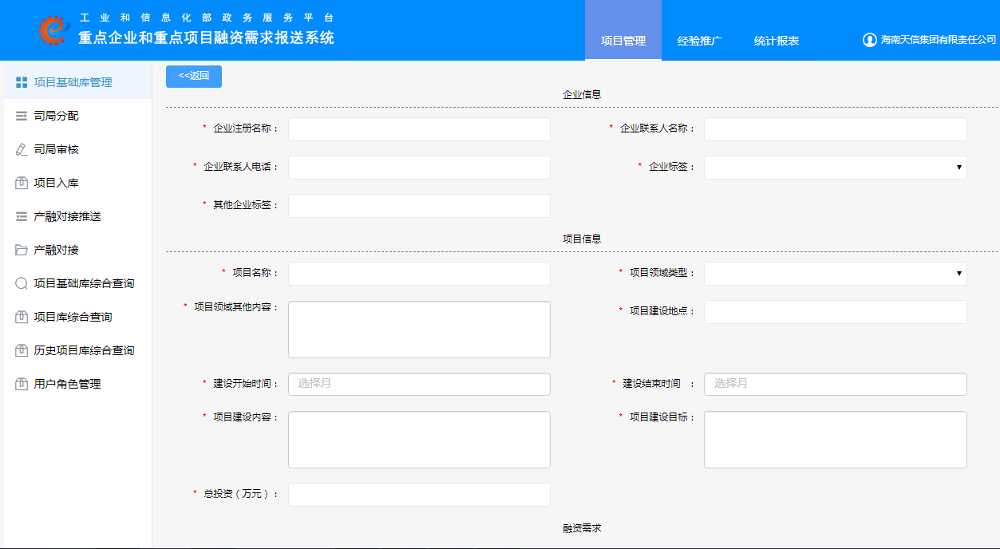 工业和信息化部政务服务平台
重点企业和重点项目融资需求报送系统
项目管理
经验推广
统计报表
海南天信集团有限责任公司
项目基础库管理
司局分配
司局审核
项目入库
产融对接推送
产融对接
项目基础库综合查询
项目库综合查询
历史项目库综合查询
用户角色管理
<<返回
企业信息
* 企业注册名称：
* 企业联系人名称：
* 企业联系人电话：
* 企业标签：
* 其他企业标签：
项目信息
* 项目名称：
* 项目领域类型：
* 项目领域其他内容：
* 项目建设地点：
* 建设开始时间： 选择月
* 建设结束时间 ： 选择月
* 项目建设内容：
* 项目建设目标：
* 总投资（万元）：
融资需求